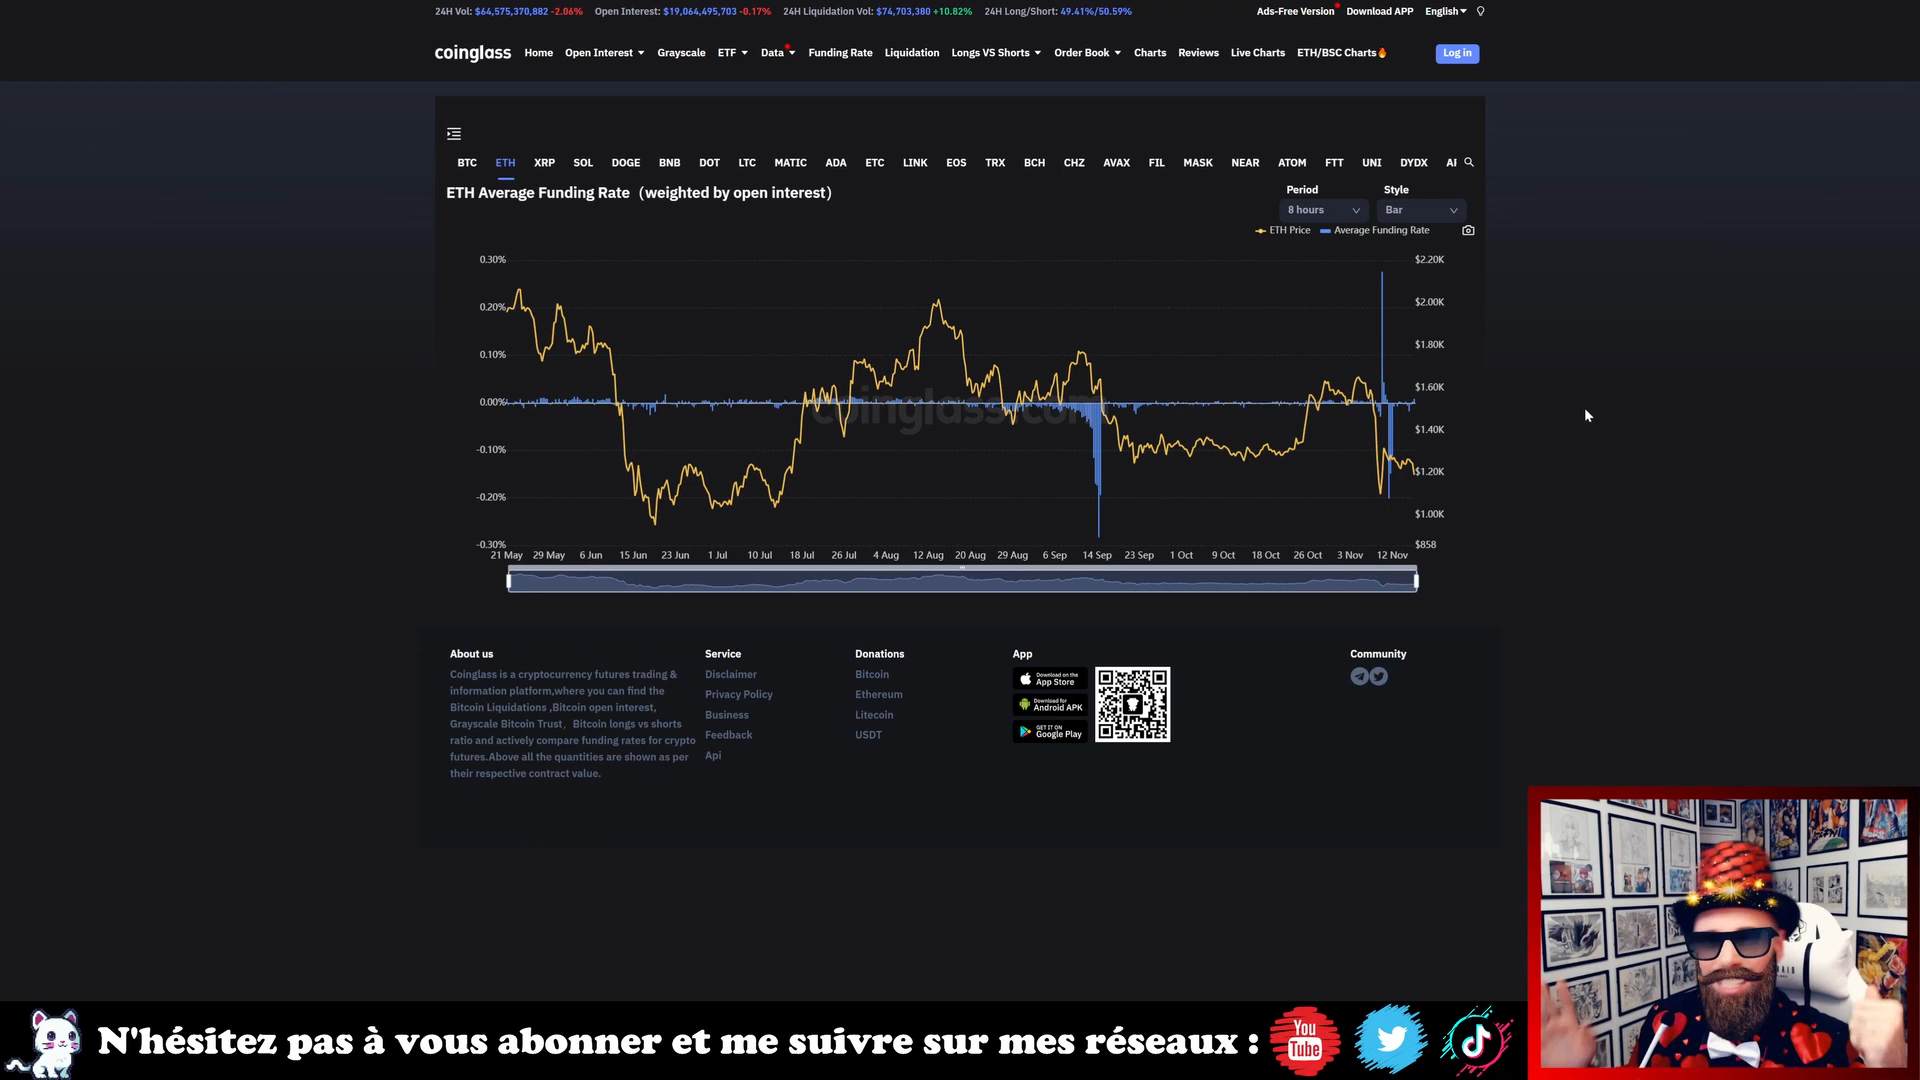 24H Vol: $64,575,370,882 -2.06% Open Interest: $19,064,495,703 -0.17% 24H Liquidation Vol: $74,703,380 +10.82% 24H Long/Short: 49.41%/50.59% Ads-Free Version Download APP English
coinglass Home Open Interest Grayscale ETF Data Funding Rate Liquidation Longs VS Shorts Order Book Charts Reviews Live Charts ETH/BSC Charts Log in
BTC ETH XRP SOL DOGE BNB DOT LTC MATIC ADA ETC LINK EOS TRX BCH CHZ AVAX FIL MASK NEAR ATOM FTT UNI DYDX
ETH Average Funding Rate（weighted by open interest）
Period Style
8 hours Bar
ETH Price Average Funding Rate
0.30% $2.20K
$2.00K
0.20%
0.10% $1.80K
$1.60K
0.00%
coinglass.com
$1.40K
-0.10%
$1.20K
-0.20%
$1.00K
-0.30% $858
21 May 29 May 6 Jun 15 Jun 23 Jun 1 Jul 10 Jul 18 Jul 26 Jul 4 Aug 12 Aug 20 Aug 29 Aug 6 Sep 14 Sep 23 Sep 1 Oct 9 Oct 18 Oct 26 Oct 3 Nov 12 Nov
About us
Coinglass is a cryptocurrency futures trading &
information platform,where you can find the
Bitcoin Liquidations ,Bitcoin open interest,
Grayscale Bitcoin Trust，Bitcoin longs vs shorts
ratio and actively compare funding rates for crypto
futures.Above all the quantities are shown as per
their respective contract value.
Service
Disclaimer
Privacy Policy
Business
Feedback
Api
Donations
Bitcoin
Ethereum
Litecoin
USDT
App
Download on the
App Store
Download for
Android APK
GET IT ON
Google Play
Community
N'hésitez pas à vous abonner et me suivre sur mes réseaux :
You
Tube